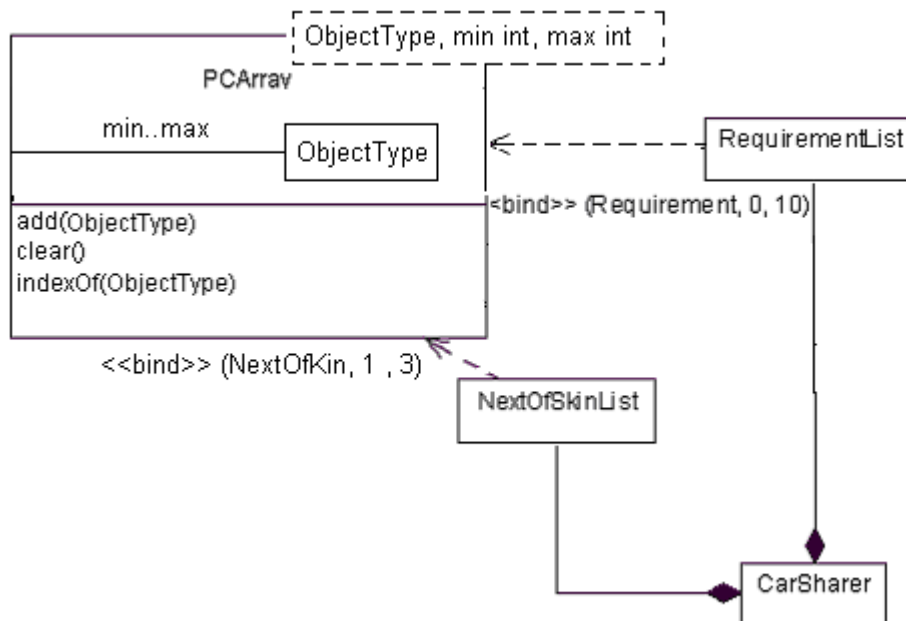 ObjectType, min int, max int
PCArray
min..max
ObjectType
RequirementList
<bind>> (Requirement, 0, 10)
add(ObjectType)
clear()
indexOf(ObjectType)
<<bind>> (NextOfKin, 1 , 3)
NextOfSkinList
CarSharer